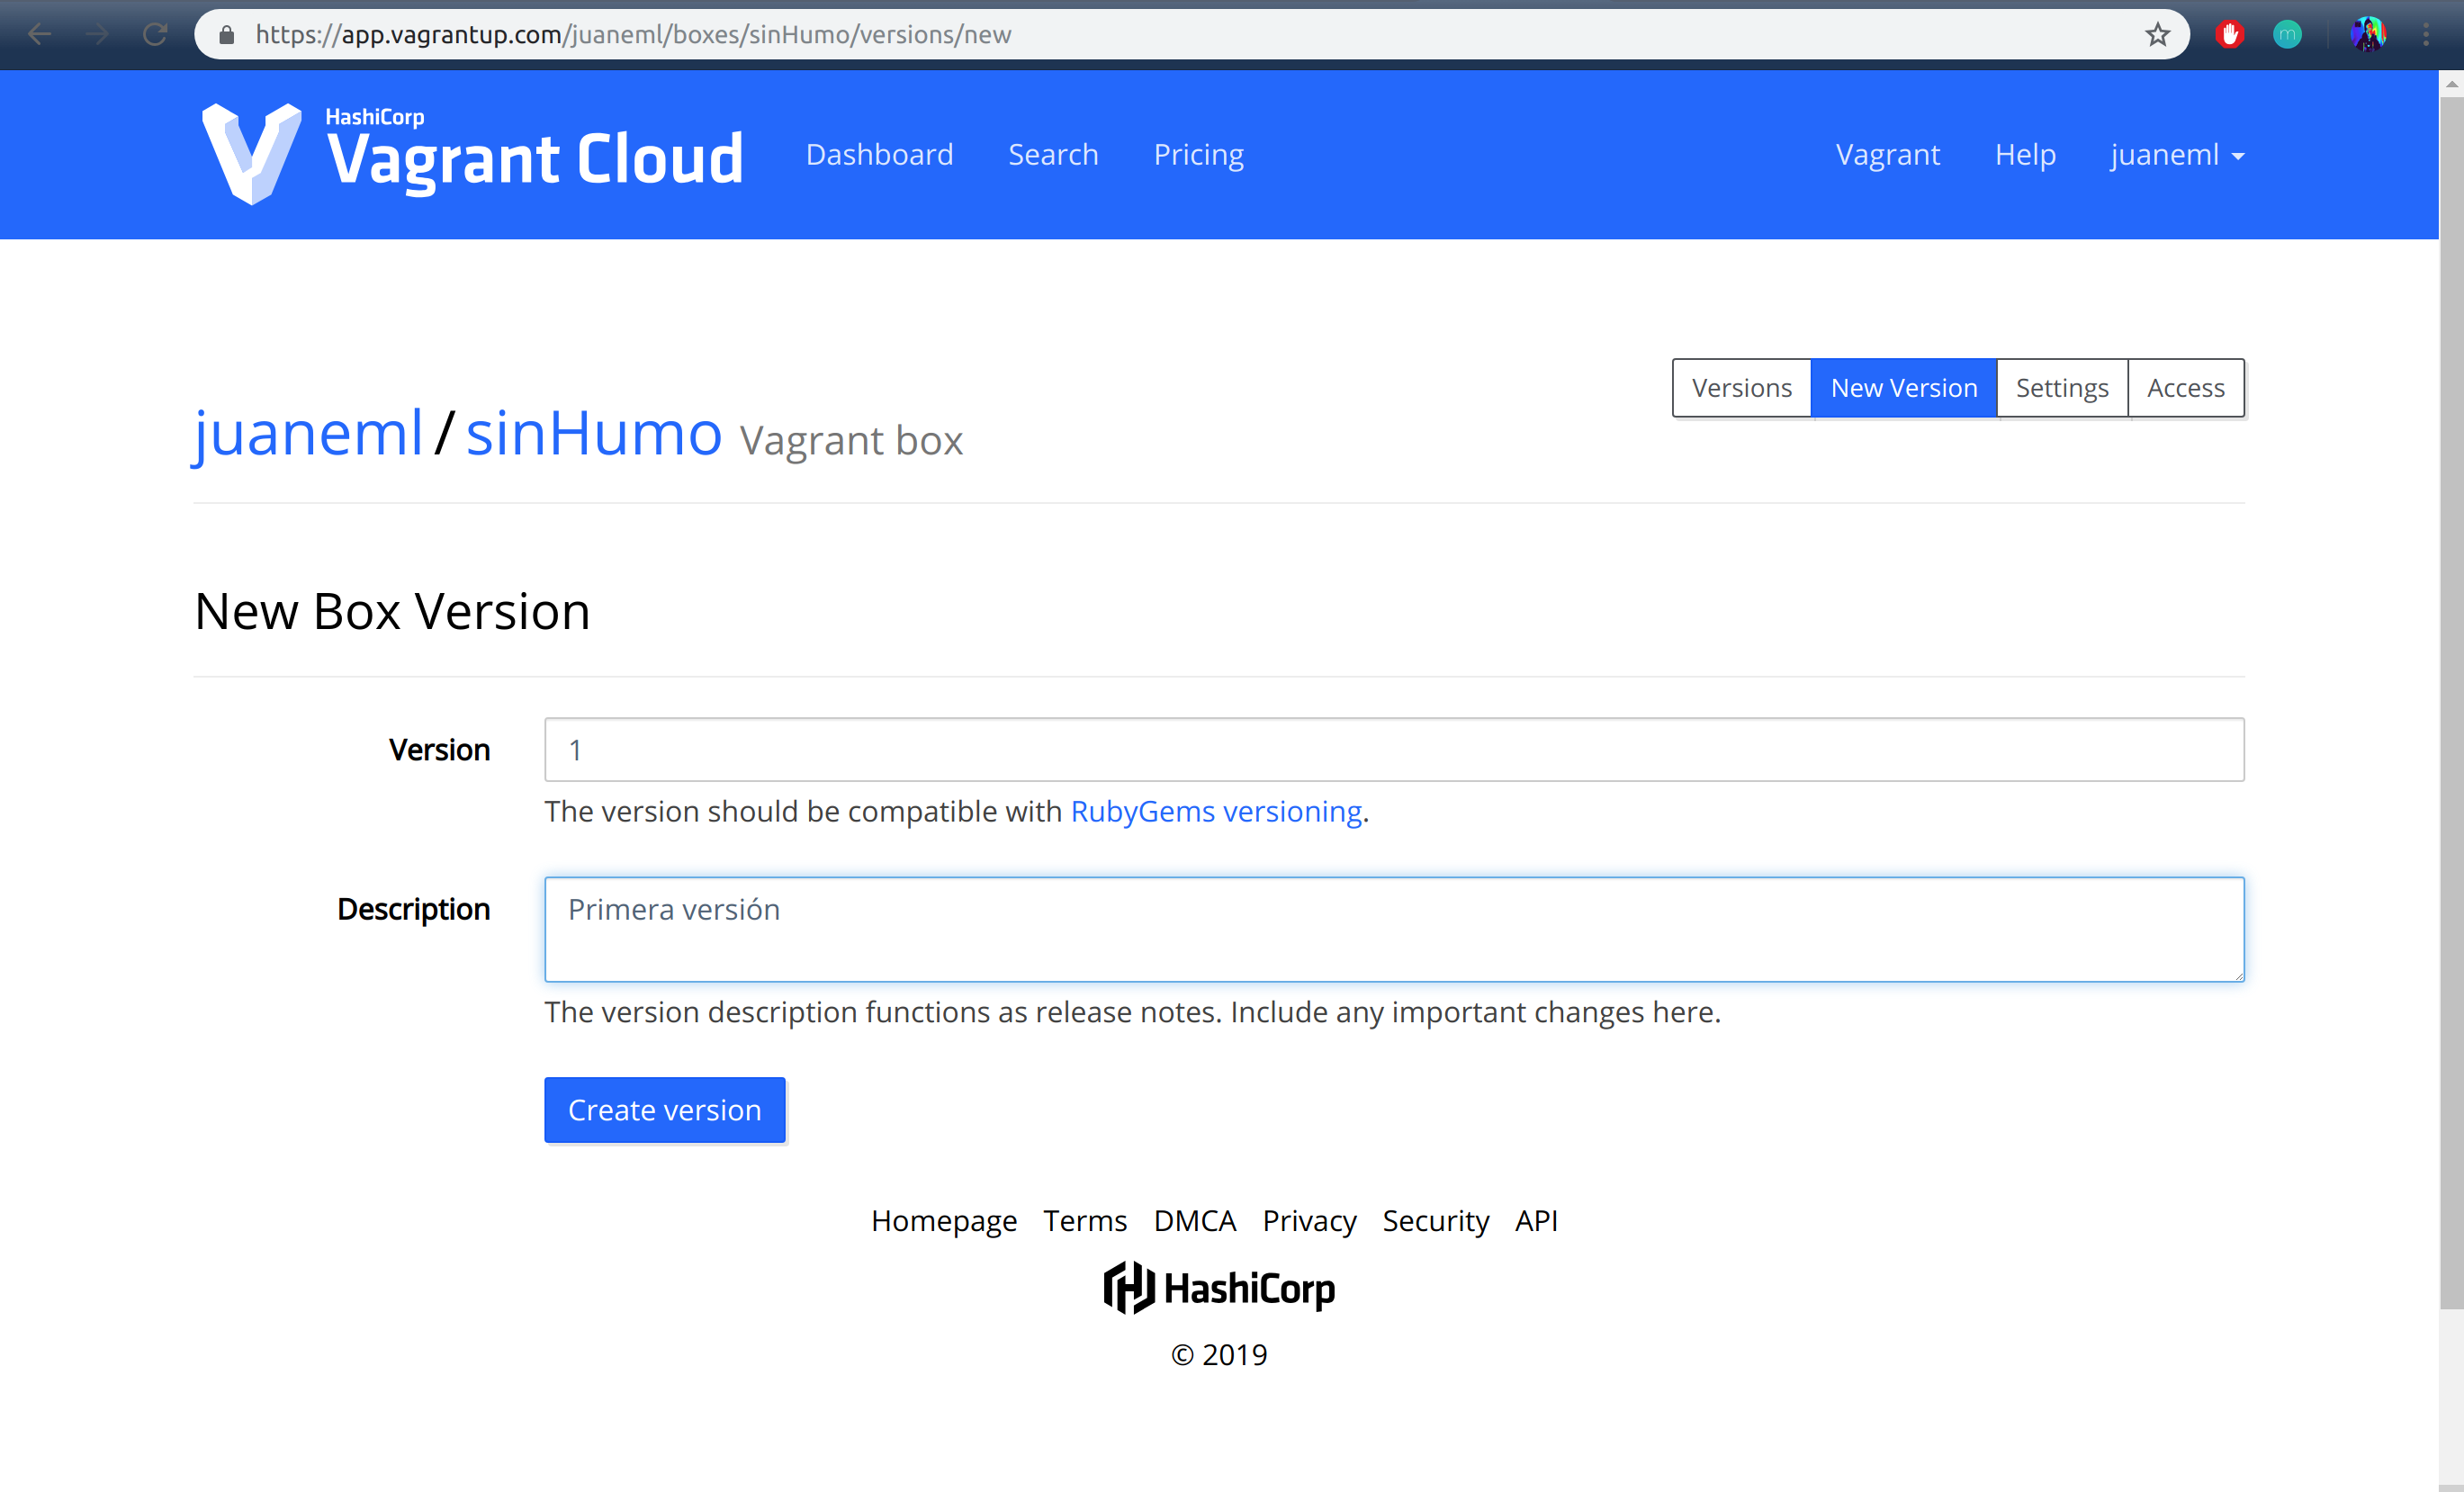 https://app.vagrantup.com/juaneml/boxes/sinHumo/versions/new
m
HashiCorp
Vagrant Cloud
Dashboard Search Pricing Vagrant Help juaneml
Versions New Version Settings Access
juaneml/sinHumo Vagrant box
New Box Version
Version 1
The version should be compatible with RubyGems versioning.
Description Primera versión
The version description functions as release notes. Include any important changes here.
Create version
Homepage Terms DMCA Privacy Security API
HashiCorp
© 2019